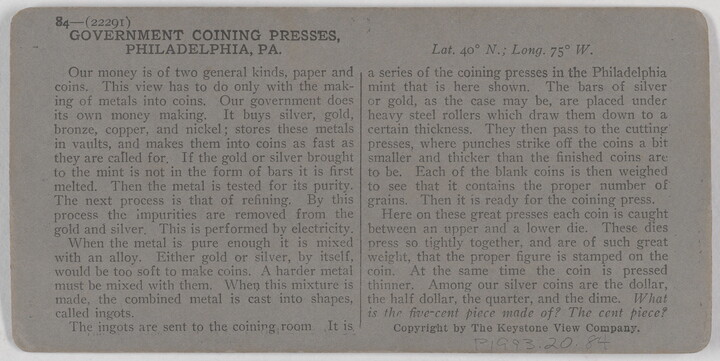 84—(22291)
GOVERNMENT COINING PRESSES,
PHILADELPHIA, PA.
Our money is of two general kinds, paper and
coins. This view has to do only with the mak-
ing of metals into coins. Our government does
its own money making. It buys silver, gold,
bronze, copper, and nickel; stores these metals
in vaults, and makes them into coins as fast as
they are called for. If the gold or silver brought
to the mint is not in the form of bars it is first
melted. Then the metal is tested for its purity.
The next process is that of refining. By this
process the impurities are removed from the
gold and silver. This is performed by electricity.
When the metal is pure enough it is mixed
with an alloy. Either gold or silver, by itself,
would be too soft to make coins. A harder metal
must be mixed with them. When this mixture is
made, the combined metal is cast into shapes,
called ingots.
The ingots are sent to the coining room. It is
Lat. 40° N.; Long. 75° W.
a series of the coining presses in the Philadelphia
mint that is here shown. The bars of silver
or gold, as the case may be, are placed under
heavy steel rollers which draw them down to a
certain thickness. They then pass to the cutting
presses, where punches strike off the coins a bit
smaller and thicker than the finished coins are
to be. Each of the blank coins is then weighed
to see that it contains the proper number of
grains. Then it is ready for the coining press.
Here on these great presses each coin is caught
between an upper and a lower die. These dies
press so tightly together, and are of such great
weight, that the proper figure is stamped on the
coin. At the same time the coin is pressed
thinner. Among our silver coins are the dollar,
the half dollar, the quarter, and the dime. What
is the five-cent piece made of? The cent piece?
Copyright by The Keystone View Company.
P1993.20.84